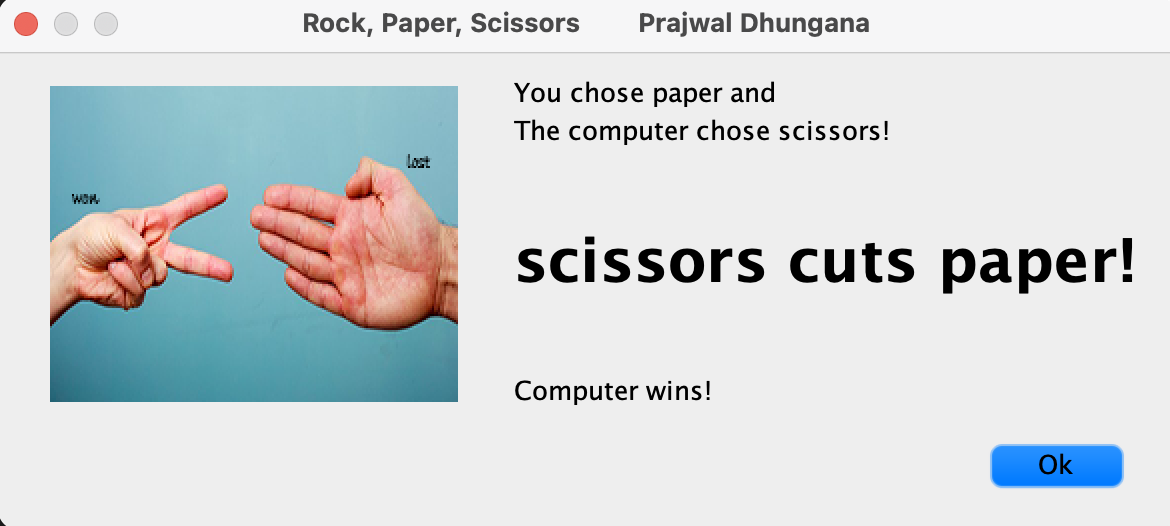 Rock, Paper, Scissors Prajwal Dhungana
won
lost
You chose paper and
The computer chose scissors!
scissors cuts paper!
Computer wins!
Ok